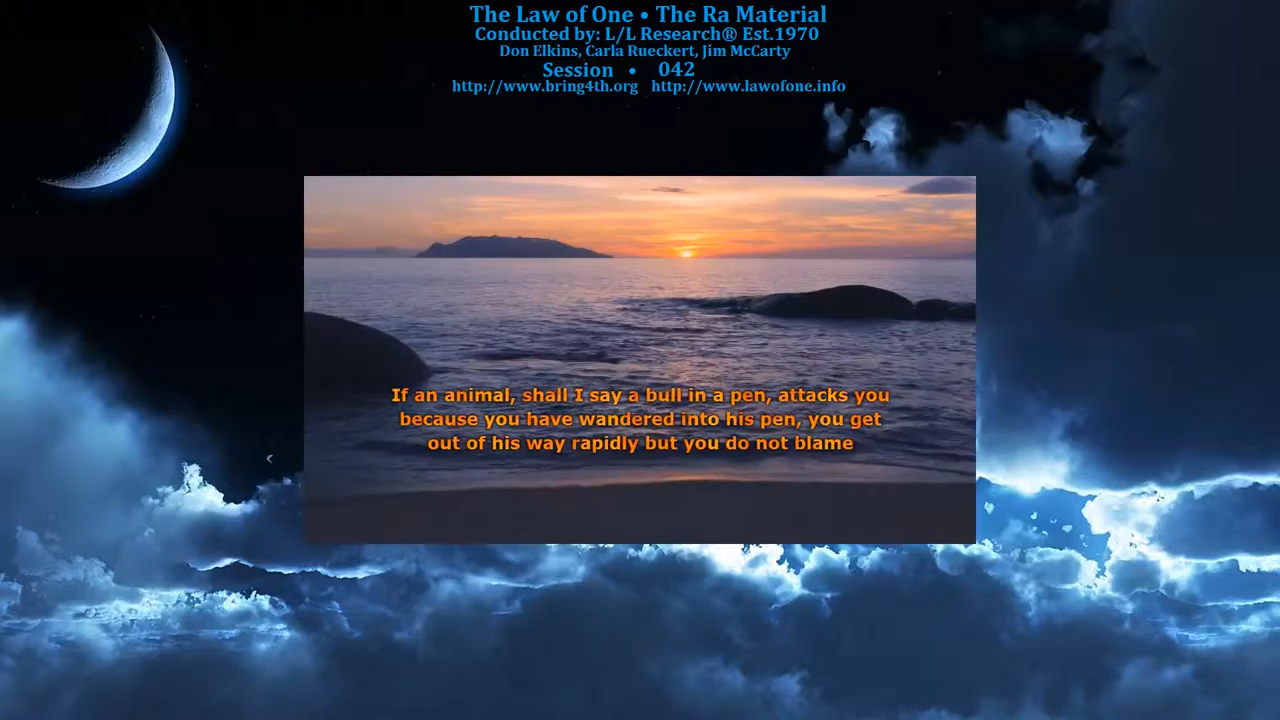 The Law of One • The Ra Material
Conducted by: L/L Research® Est.1970
Don Elkins, Carla Rueckert, Jim McCarty
Session • 042
http://www.bring4th.org http://www.lawofone.info
If an animal, shall I say a bull in a pen, attacks you
because you have wandered into his pen, you get
out of his way rapidly but you do not blame